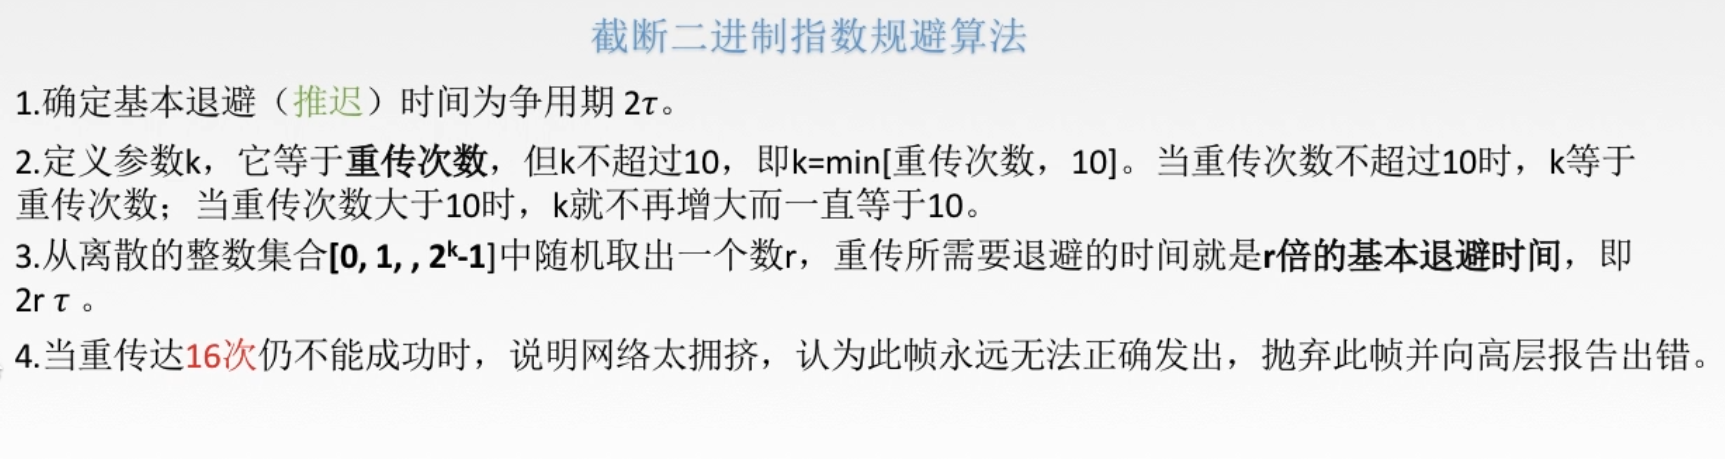 截断二进制指数规避算法
1.确定基本退避（推迟）时间为争用期 2τ。
2.定义参数k，它等于重传次数，但k不超过10，即k=min[重传次数，10]。当重传次数不超过10时，k等于
重传次数；当重传次数大于10时，k就不再增大而一直等于10。
3.从离散的整数集合[0, 1, , 2ᵏ-1]中随机取出一个数r，重传所需要退避的时间就是r倍的基本退避时间，即
2r τ 。
4.当重传达16次仍不能成功时，说明网络太拥挤，认为此帧永远无法正确发出，抛弃此帧并向高层报告出错。